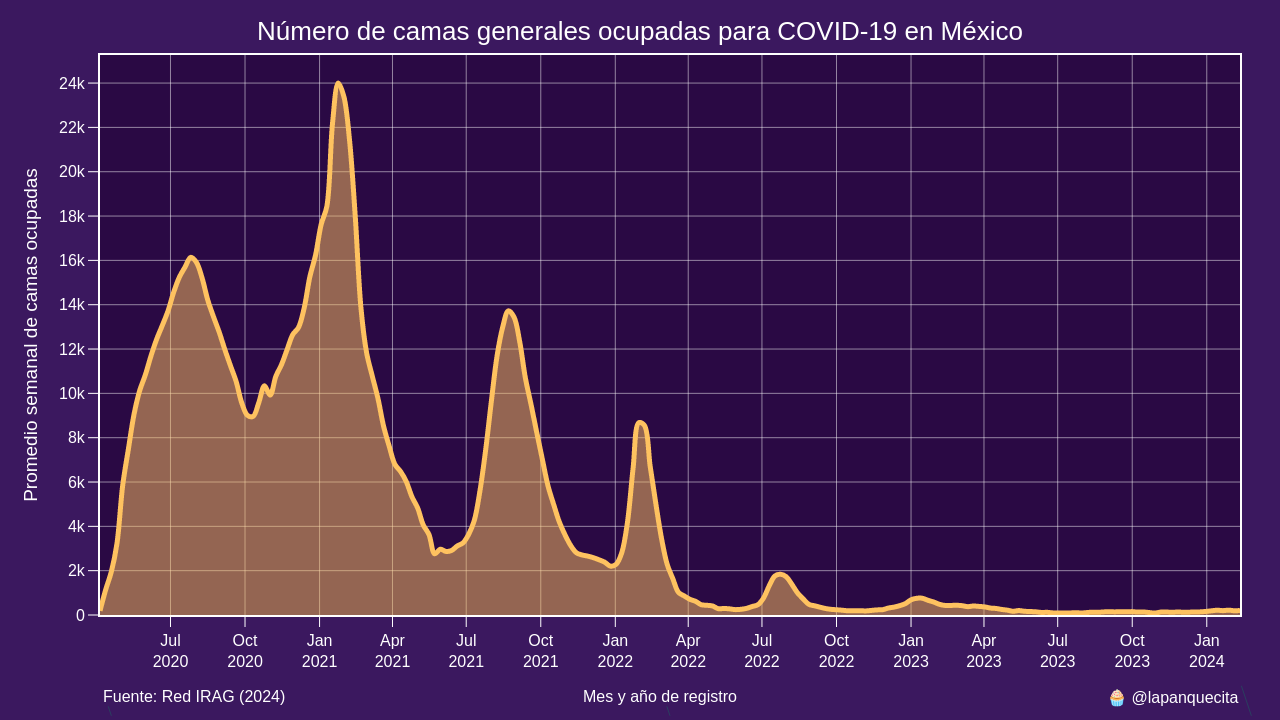 Número de camas generales ocupadas para COVID-19 en México
Promedio semanal de camas ocupadas
24k
22k
20k
18k
16k
14k
12k
10k
8k
6k
4k
2k
0
Jul Oct Jan Apr Jul Oct Jan Apr Jul Oct Jan Apr Jul Oct Jan
2020 2020 2021 2021 2021 2021 2022 2022 2022 2022 2023 2023 2023 2023 2024
Fuente: Red IRAG (2024) Mes y año de registro 🧁 @lapanquecita